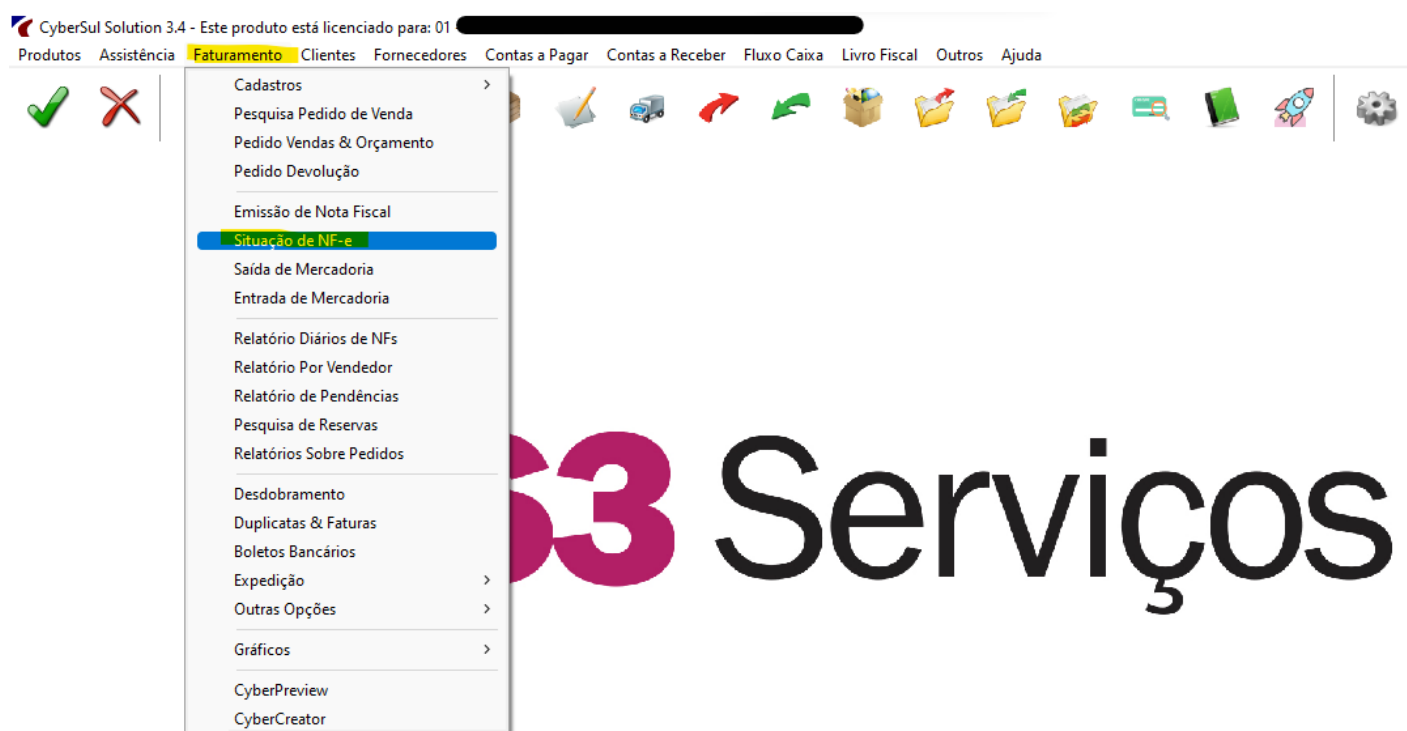 CyberSul Solution 3.4 - Este produto está licenciado para: 01
Produtos Assistência Faturamento Clientes Fornecedores Contas a Pagar Contas a Receber Fluxo Caixa Livro Fiscal Outros Ajuda
Cadastros
Pesquisa Pedido de Venda
Pedido Vendas & Orçamento
Pedido Devolução
Emissão de Nota Fiscal
Situação de NF-e
Saída de Mercadoria
Entrada de Mercadoria
Relatório Diários de NFs
Relatório Por Vendedor
Relatório de Pendências
Pesquisa de Reservas
Relatórios Sobre Pedidos
Desdobramento
Duplicatas & Faturas
Boletos Bancários
Expedição
Outras Opções
Gráficos
CyberPreview
CyberCreator
3 Serviços